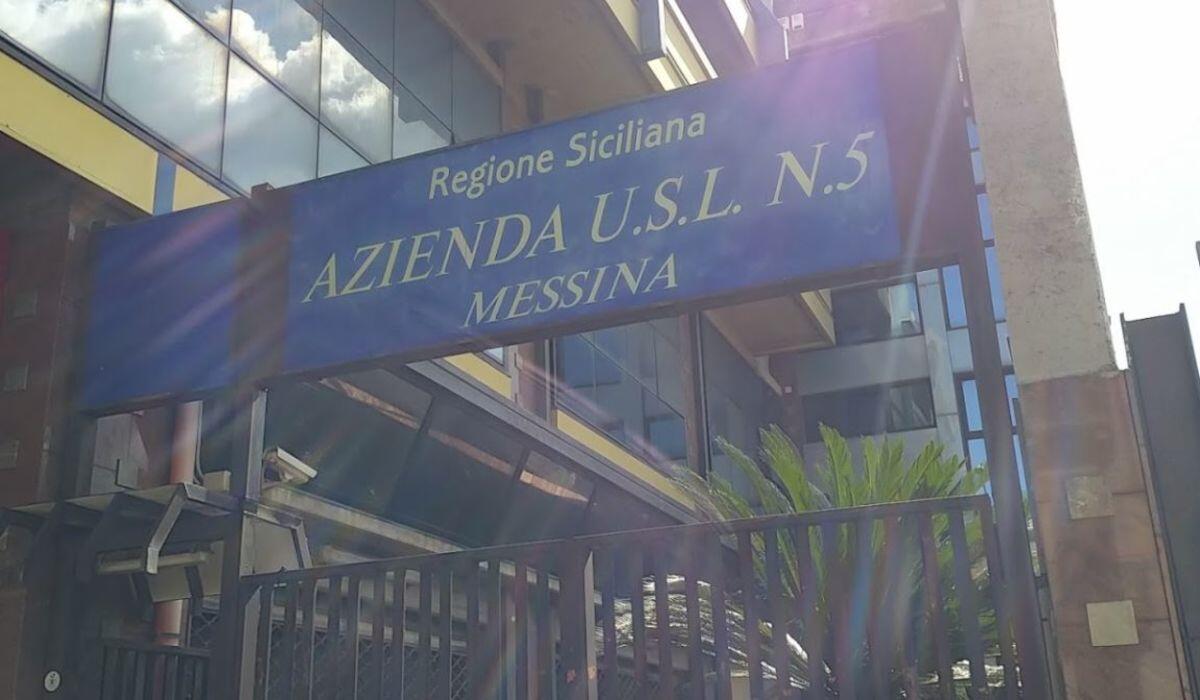 Regione Siciliana
AZIENDA U.S.L. N.5
MESSINA